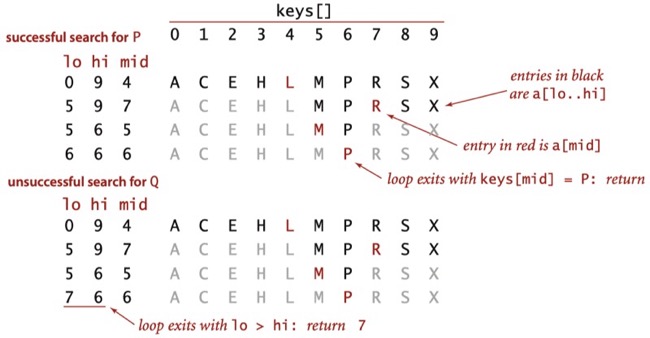 keys[]
successful search for P 0 1 2 3 4 5 6 7 8 9
lo hi mid
0 9 4 A C E H L M P R S X
5 9 7 A C E H L M P R S X
5 6 5 A C E H L M P R S X
6 6 6 A C E H L M P R S X
entries in black
are a[lo..hi]
entry in red is a[mid]
loop exits with keys[mid] = P: return
unsuccessful search for Q
lo hi mid
0 9 4 A C E H L M P R S X
5 9 7 A C E H L M P R S X
5 6 5 A C E H L M P R S X
7 6 6 A C E H L M P R S X
loop exits with lo > hi: return 7